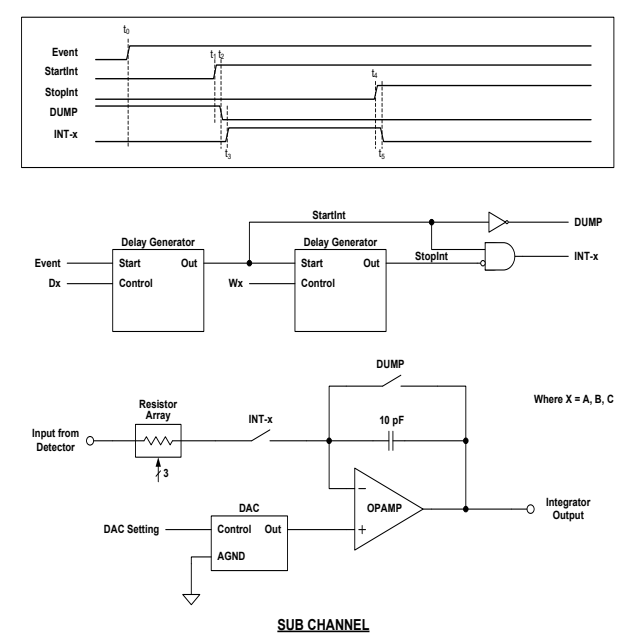 t0
Event
t1 t2
StartInt
t4
StopInt
DUMP
INT-x
t3
t5
StartInt
DUMP
Delay Generator
Delay Generator
Event
Start
Out
Start
Out
StopInt
INT-x
Dx
Control
Wx
Control
DUMP
Where X = A, B, C
Resistor
Array
INT-x
10 pF
Input from
Detector
3
–
OPAMP
Integrator
Output
DAC
DAC Setting
Control
Out
+
AGND
SUB CHANNEL